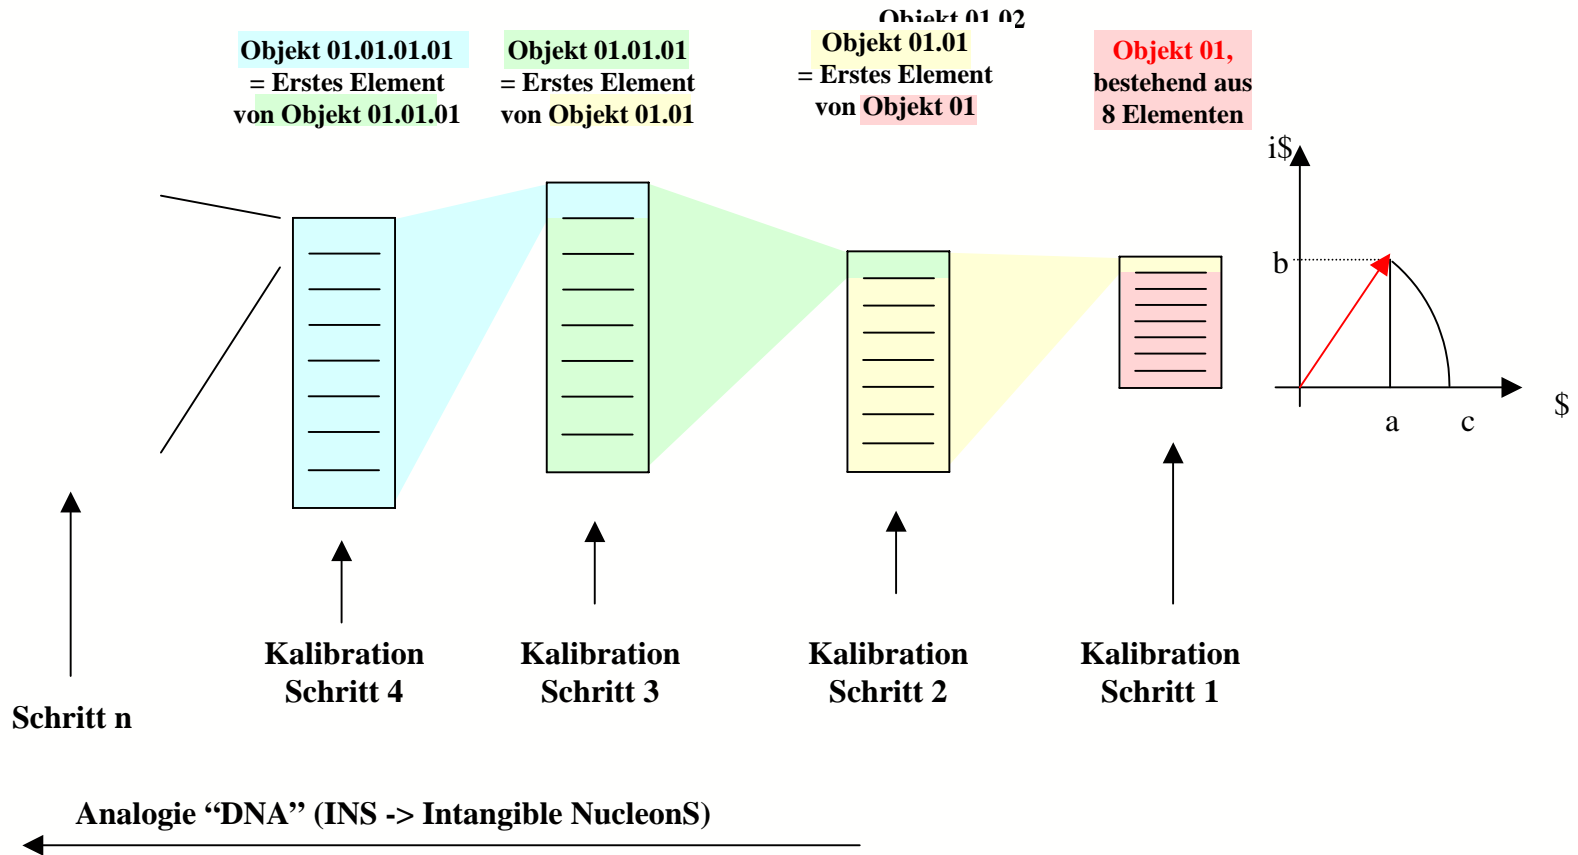 Objekt 01.02
Objekt 01.01.01.01
= Erstes Element
von Objekt 01.01.01
Objekt 01.01.01
= Erstes Element
von Objekt 01.01
Objekt 01.01
= Erstes Element
von Objekt 01
Objekt 01,
bestehend aus
8 Elementen
i$
b
a
c
$
Kalibration
Schritt 4
Kalibration
Schritt 3
Kalibration
Schritt 2
Kalibration
Schritt 1
Schritt n
Analogie “DNA” (INS -> Intangible NucleonS)